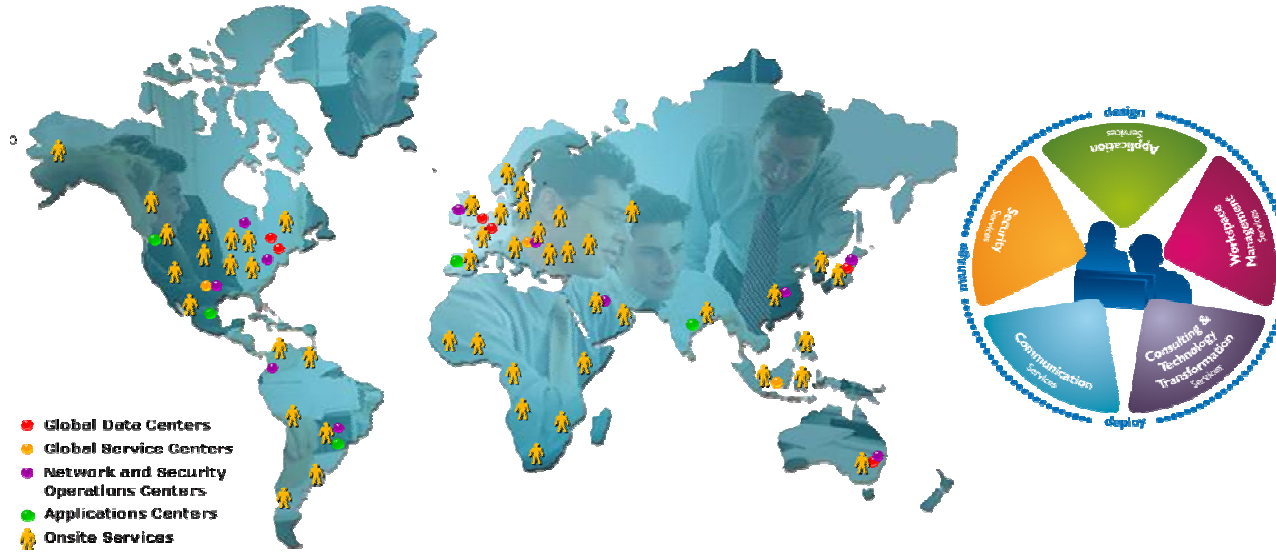 Global Data Centers
Global Service Centers
Network and Security
Operations Centers
Applications Centers
Onsite Services
design
Application
Services
Security
Services
Workspace
Management
Services
manage
Communication
Services
Consulting &
Technology
Transformation
Services
deploy